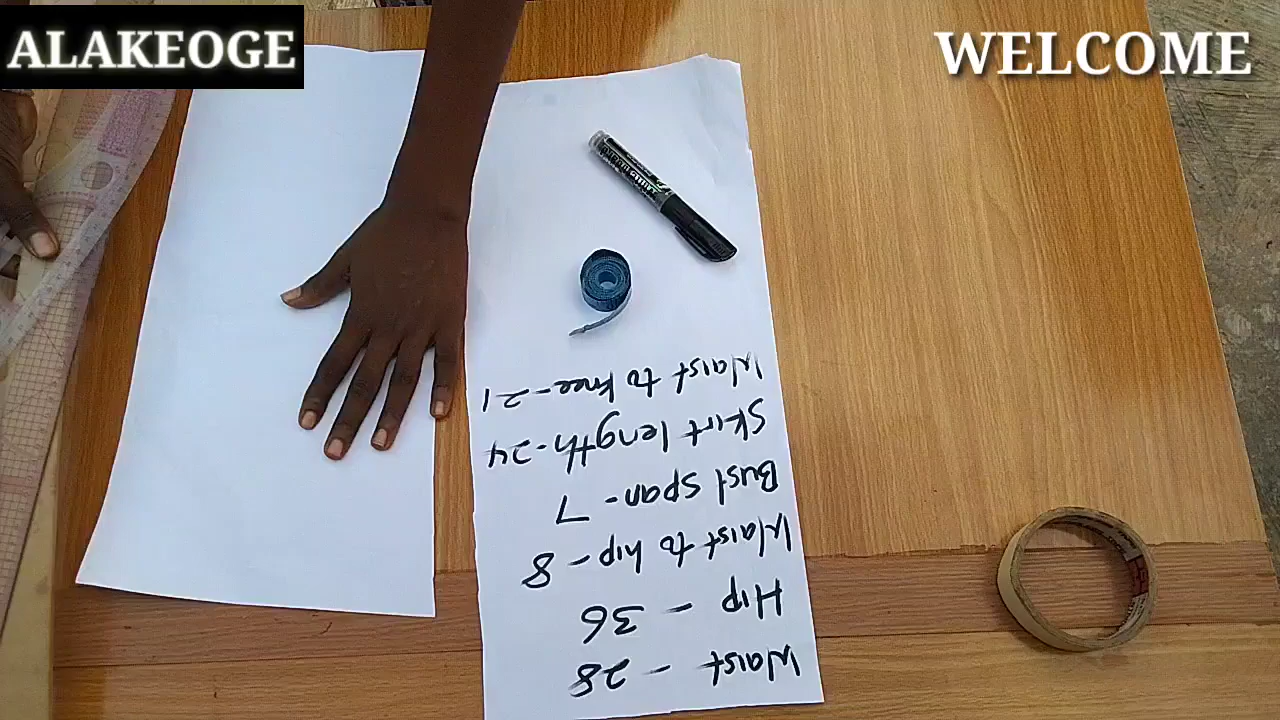 ALAKEOGE
WELCOME
Waist - 28
Hip - 36
Waist to hip - 8
Bust span - 7
Skirt length - 24
Waist to knee - 21